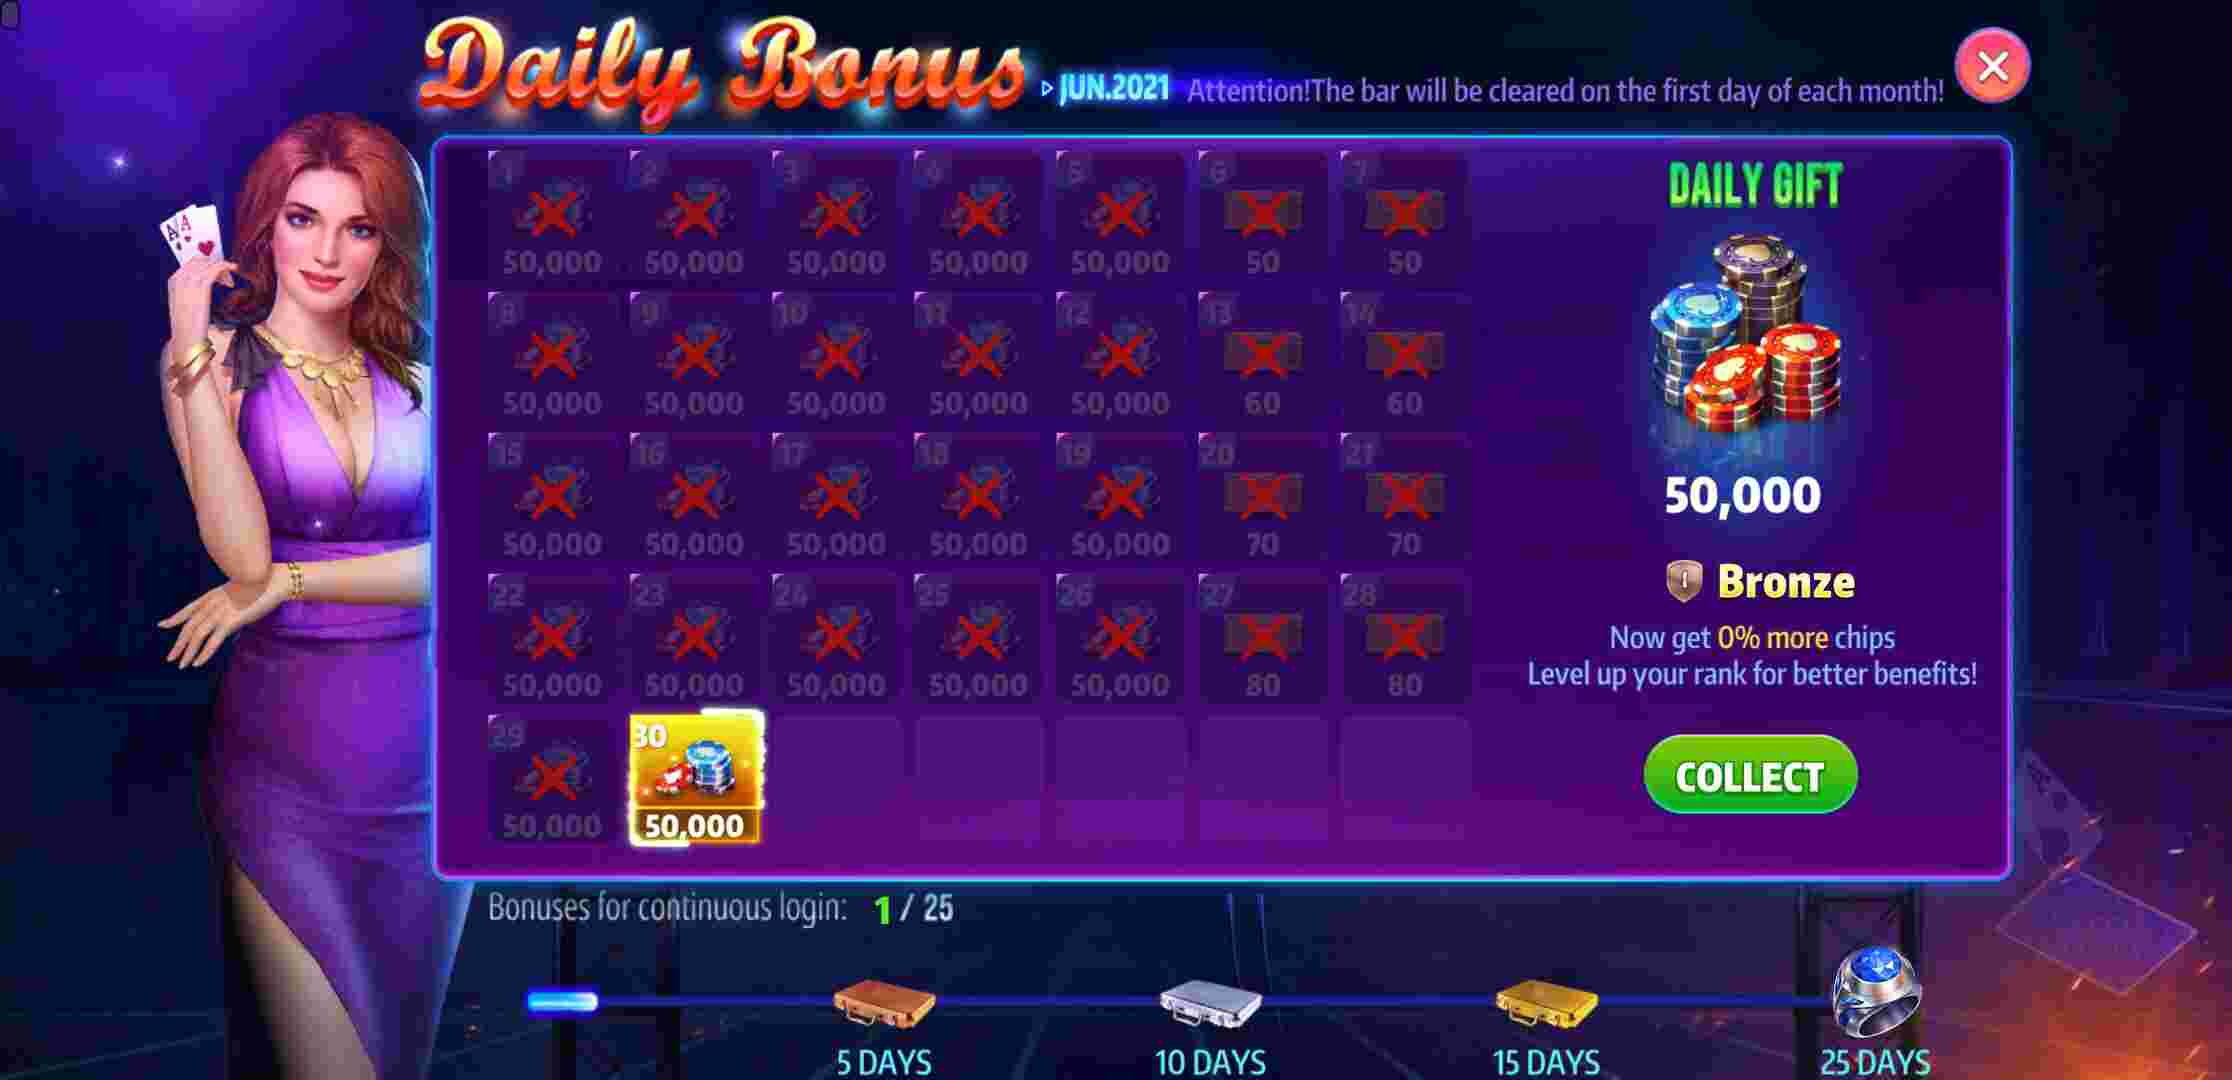 Daily Bonus
JUN.2021 Attention!The bar will be cleared on the first day of each month!
A A
1 2 3 4 5 6 7
50,000 50,000 50,000 50,000 50,000 50 50
8 9 10 11 12 13 14
50,000 50,000 50,000 50,000 50,000 60 60
15 16 17 18 19 20 21
50,000 50,000 50,000 50,000 50,000 70 70
22 23 24 25 26 27 28
50,000 50,000 50,000 50,000 50,000 80 80
29 30
50,000 50,000
DAILY GIFT
50,000
Bronze
Now get 0% more chips
Level up your rank for better benefits!
COLLECT
Bonuses for continuous login: 1 / 25
5 DAYS 10 DAYS 15 DAYS 25 DAYS